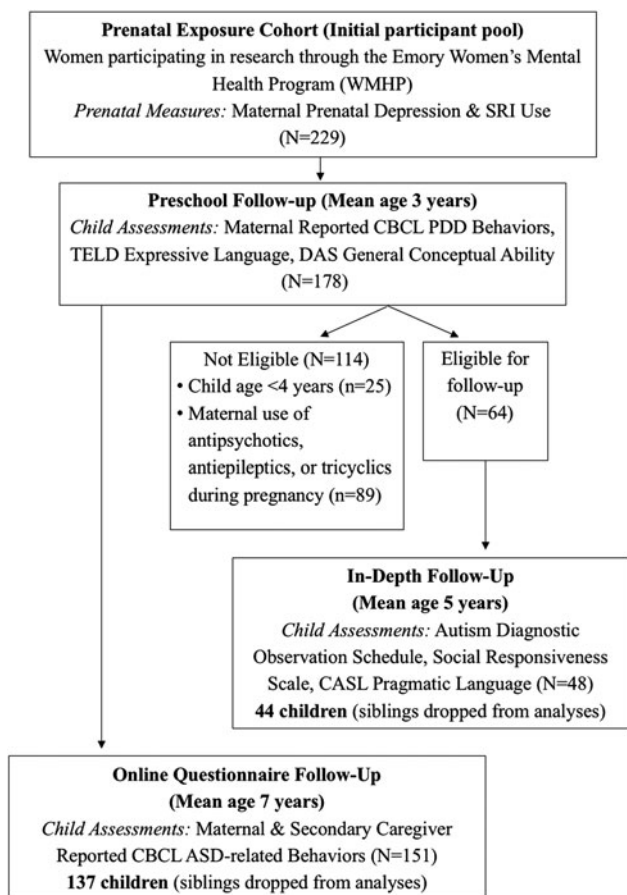 Prenatal Exposure Cohort (Initial participant pool)
Women participating in research through the Emory Women’s Mental
Health Program (WMHP)
Prenatal Measures: Maternal Prenatal Depression & SRI Use
(N=229)
Preschool Follow-up (Mean age 3 years)
Child Assessments: Maternal Reported CBCL PDD Behaviors,
TELD Expressive Language, DAS General Conceptual Ability
(N=178)
Not Eligible (N=114)
• Child age <4 years (n=25)
• Maternal use of
antipsychotics,
antiepileptics, or tricyclics
during pregnancy (n=89)
Eligible for
follow-up
(N=64)
In-Depth Follow-Up
(Mean age 5 years)
Child Assessments: Autism Diagnostic
Observation Schedule, Social Responsiveness
Scale, CASL Pragmatic Language (N=48)
44 children (siblings dropped from analyses)
Online Questionnaire Follow-Up
(Mean age 7 years)
Child Assessments: Maternal & Secondary Caregiver
Reported CBCL ASD-related Behaviors (N=151)
137 children (siblings dropped from analyses)